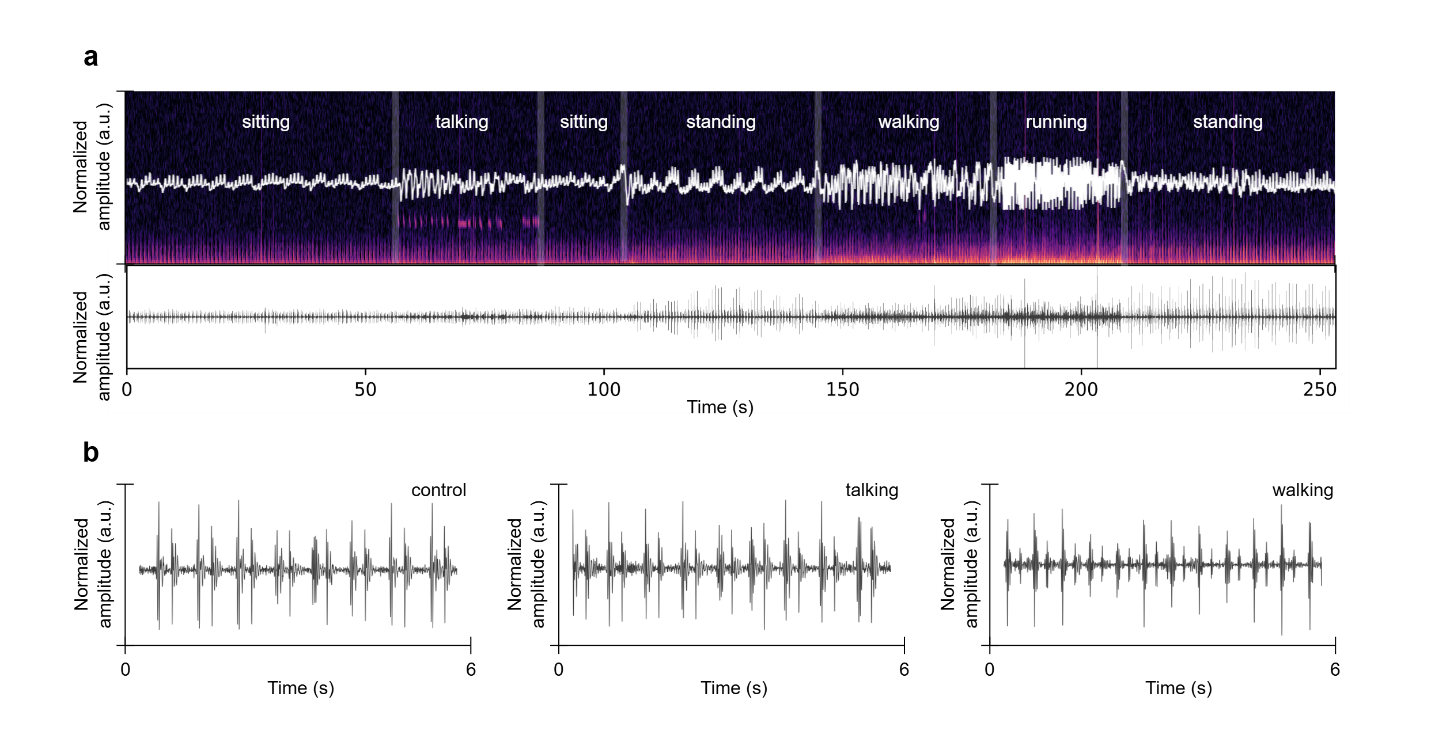 a
Normalized
amplitude (a.u.)
sitting
talking
sitting
standing
walking
running
standing
Normalized
amplitude (a.u.)
0
50
100
150
200
250
Time (s)
b
Normalized
amplitude (a.u.)
control
0
6
Time (s)
Normalized
amplitude (a.u.)
talking
0
6
Time (s)
Normalized
amplitude (a.u.)
walking
0
6
Time (s)